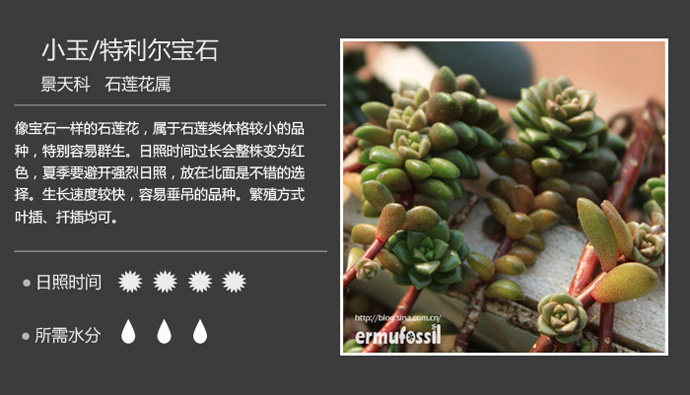 小玉/特利尔宝石
景天科 石莲花属
像宝石一样的石莲花，属于石莲类体格较小的品
种，特别容易群生。日照时间过长会整株变为红
色，夏季要避开强烈日照，放在北面是不错的选
择。生长速度较快，容易垂吊的品种。繁殖方式
叶插、扦插均可。
日照时间
所需水分
http://blog.sina.com.cn/
ermufossil